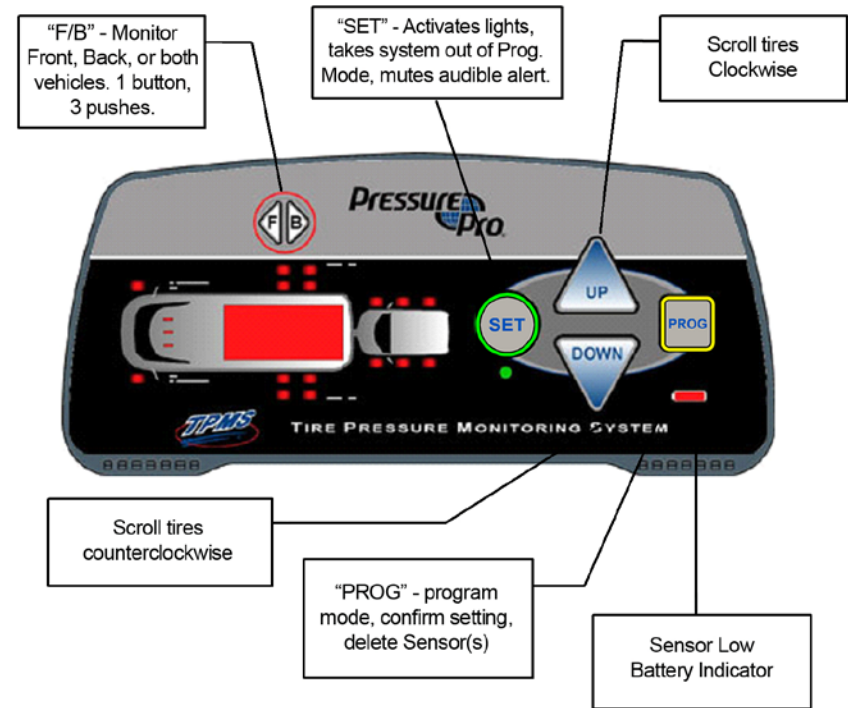 "F/B" - Monitor
Front, Back, or both
vehicles. 1 button,
3 pushes.
"SET" - Activates lights,
takes system out of Prog.
Mode, mutes audible alert.
Scroll tires
Clockwise
F B
Pressure
Pro
UP
SET
PROG
DOWN
TPMS
TIRE PRESSURE MONITORING SYSTEM
Scroll tires
counterclockwise
"PROG" - program
mode, confirm setting,
delete Sensor(s)
Sensor Low
Battery Indicator